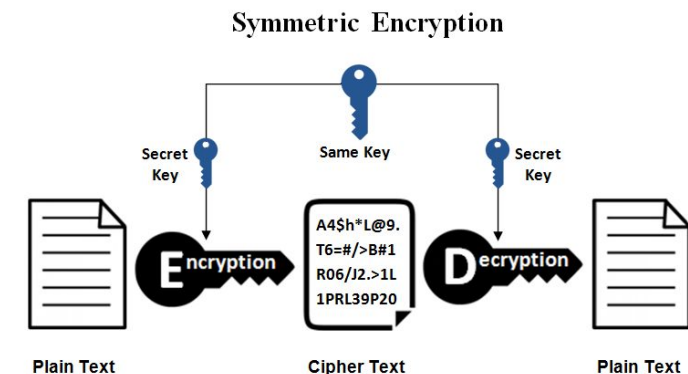 Symmetric Encryption
Same Key
Secret
Key
Secret
Key
Encryption
A4$h*L@9.
T6=#/>B#1
R06/J2.>1L
1PRL39P20
Decryption
Plain Text
Cipher Text
Plain Text